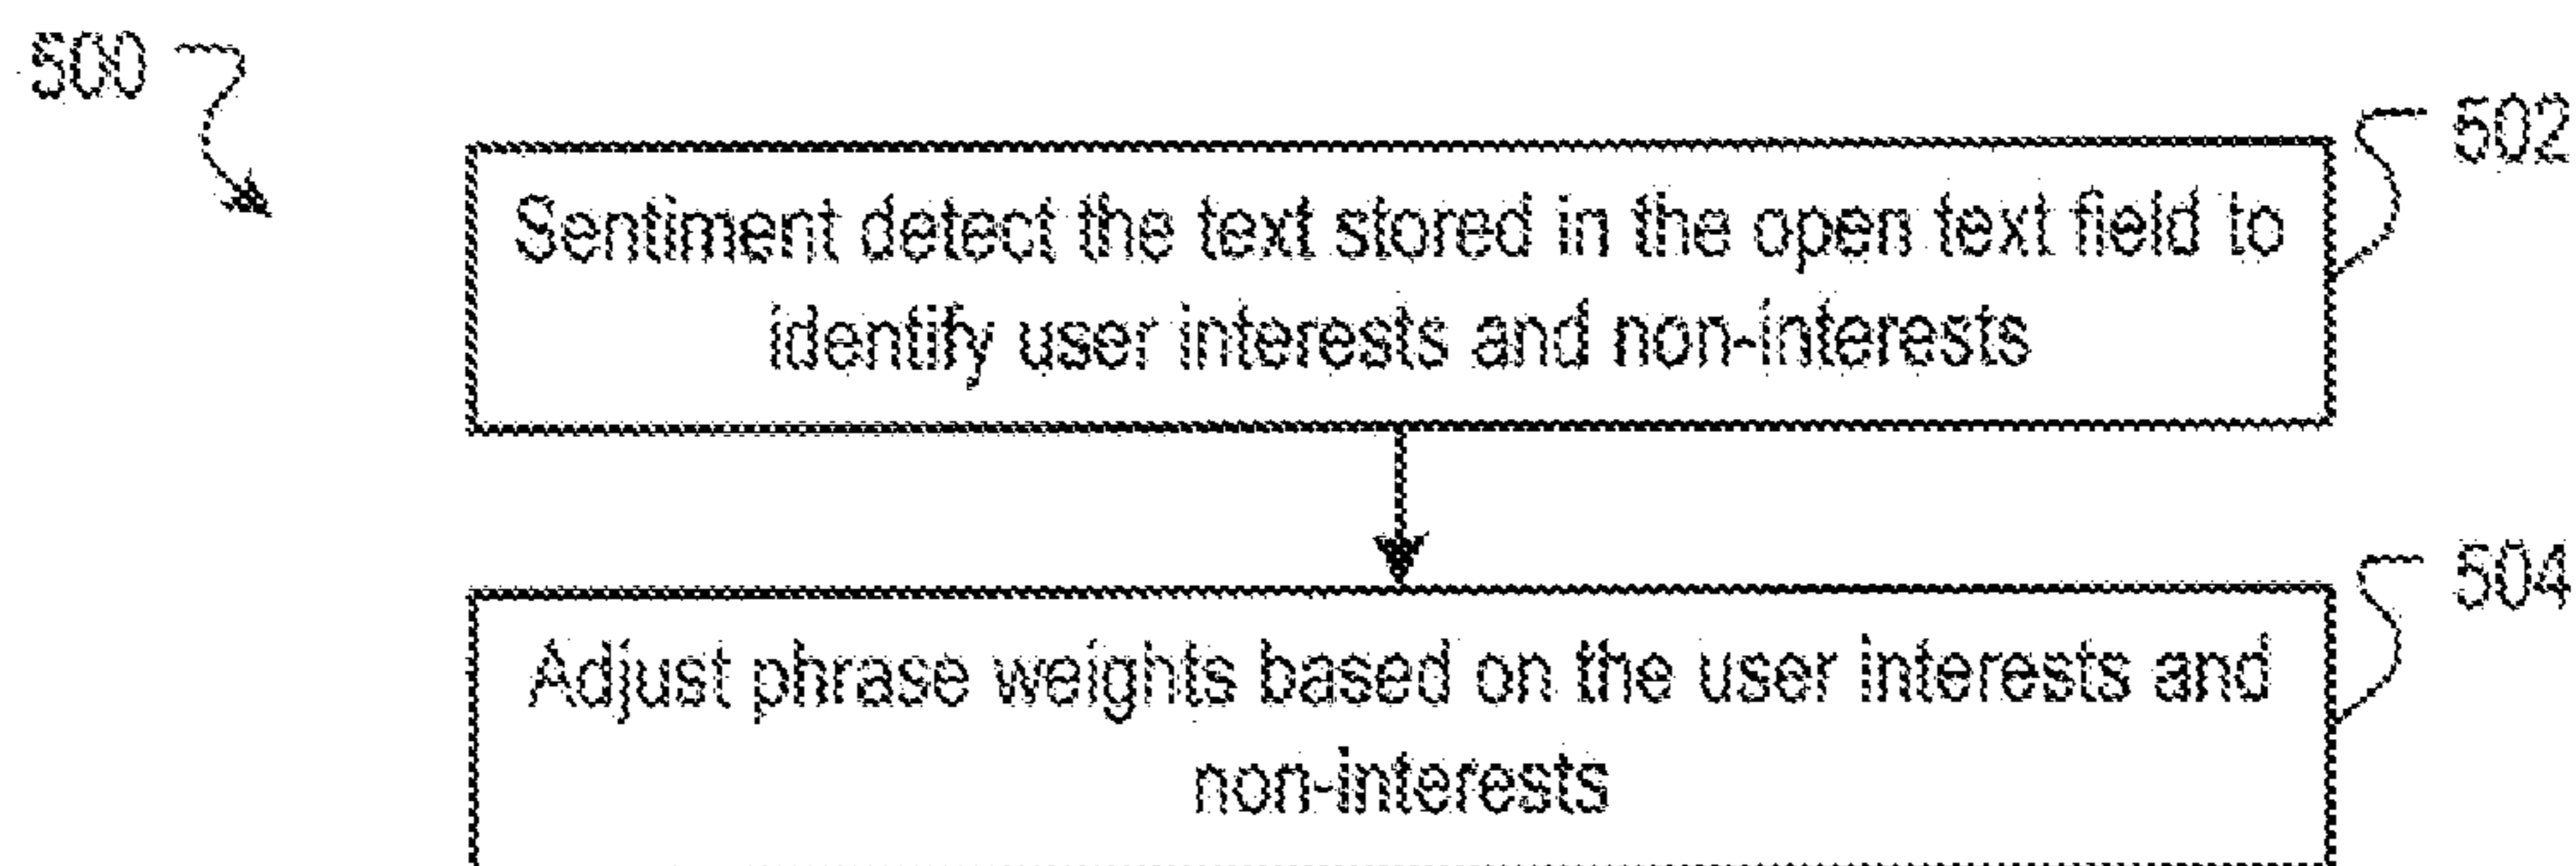 500
502
Sentiment detect the text stored in the open text field to
identify user interests and non-interests
504
Adjust phrase weights based on the user interests and
non-interests